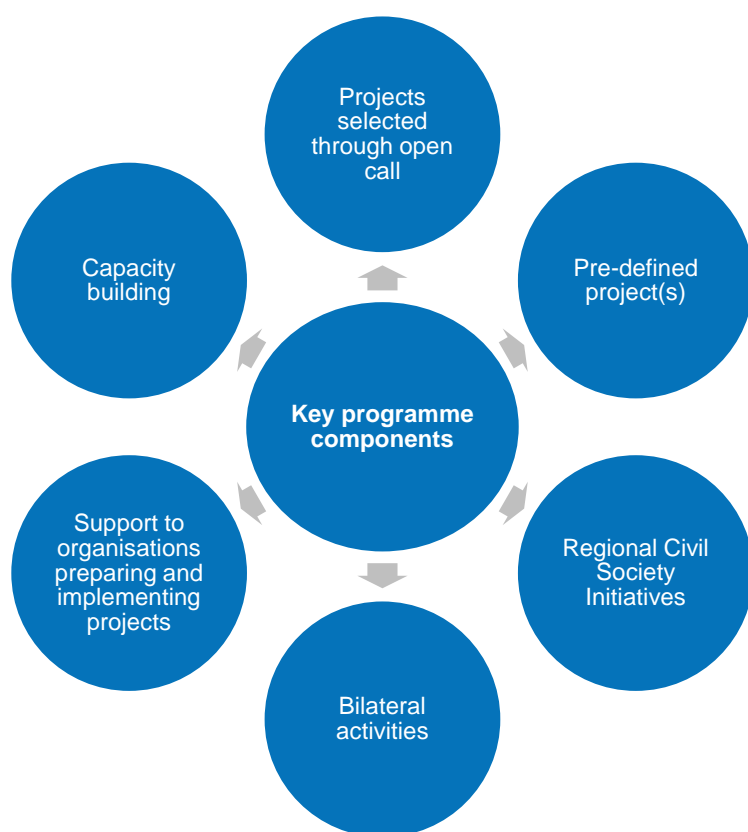 Projects
selected
through open
call
Capacity
building
Pre-defined
project(s)
Key programme
components
Support to
organisations
preparing and
implementing
projects
Regional Civil
Society
Initiatives
Bilateral
activities